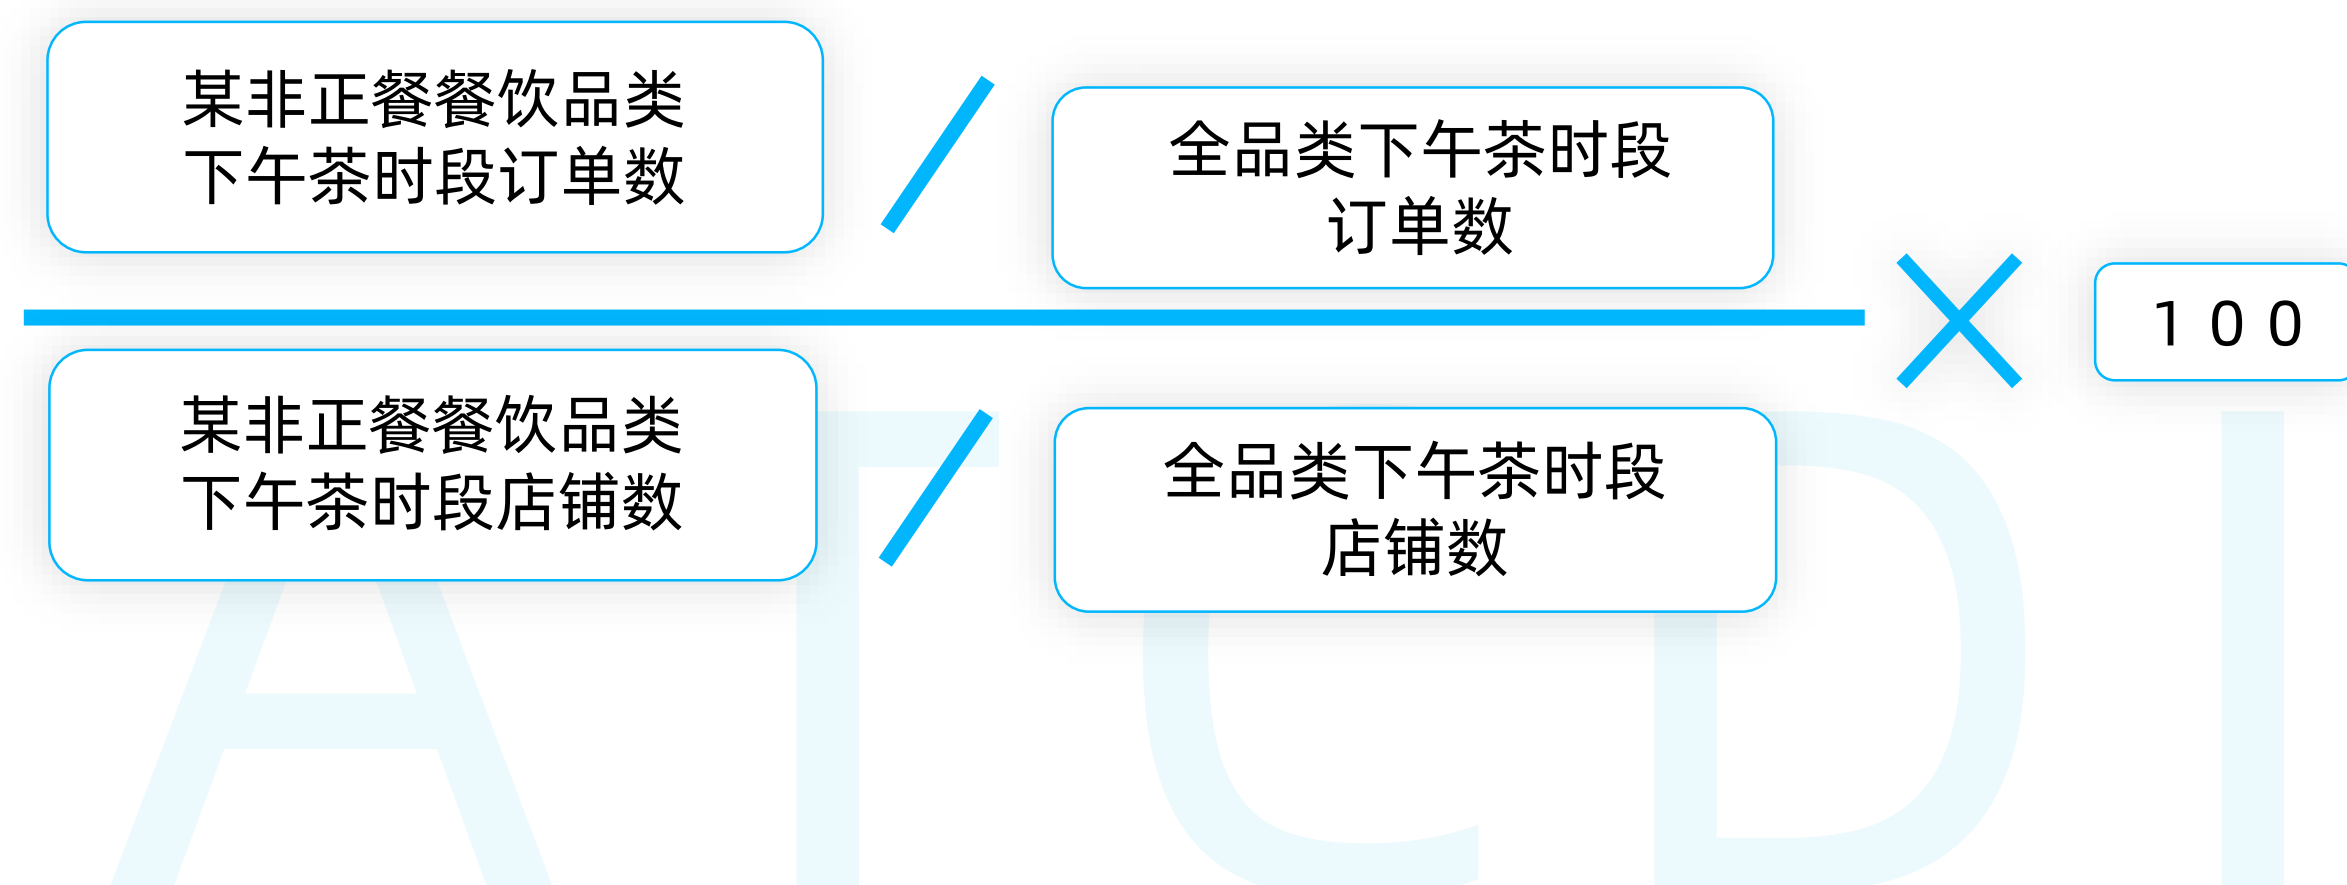 某非正餐餐饮品类
下午茶时段订单数
/
全品类下午茶时段
订单数
×
100
某非正餐餐饮品类
下午茶时段店铺数
/
全品类下午茶时段
店铺数
ATCDI